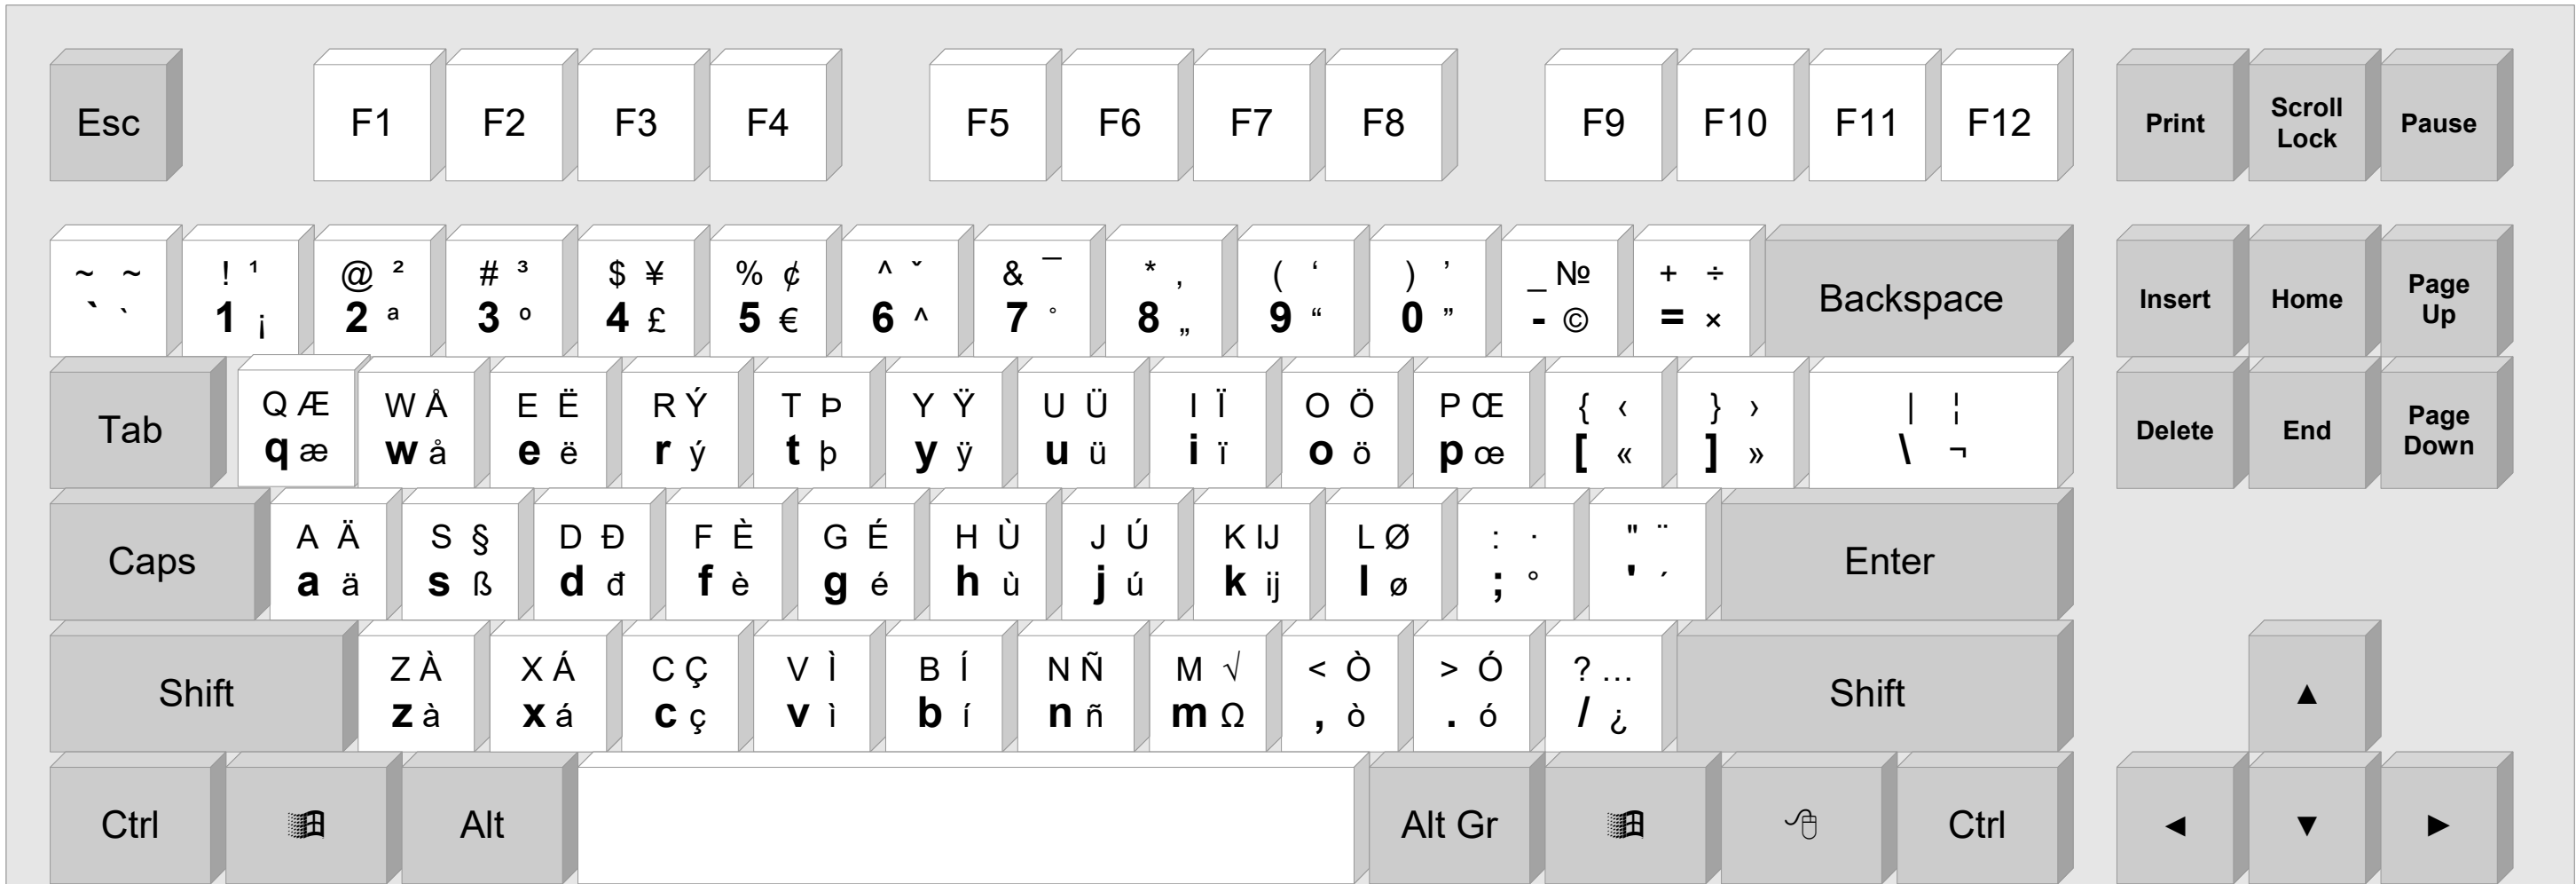 Esc F1 F2 F3 F4 F5 F6 F7 F8 F9 F10 F11 F12 Print Scroll Lock Pause
~ ~ ! ¹ @ ² # ³ $ ¥ % ¢ ^ ˇ & ¯ * ‚ ( ‘ ) ’ _ № + ÷
` ` 1 ¡ 2 ª 3 º 4 £ 5 € 6 ^ 7 ° 8 „ 9 “ 0 ” - © = × Backspace Insert Home Page Up
Q Æ W Å E Ë R Ý T Þ Y Ÿ U Ü I Ï O Ö P Œ { ‹ } › | ¦
Tab q æ w å e ë r ý t þ y ÿ u ü i ï o ö p œ [ « ] » \ ¬ Delete End Page Down
A Ä S § D Đ F È G É H Ù J Ú K IJ L Ø : · " ¨
Caps a ä s ß d đ f è g é h ù j ú k ij l ø ; ° ' ´ Enter
Z À X Á C Ç V Ì B Í N Ñ M √ < Ò > Ó ? …
Shift z à x á c ç v ì b í n ñ m Ω , ò . ó / ¿ Shift ▲
Ctrl Alt Alt Gr Ctrl ◄ ▼ ►